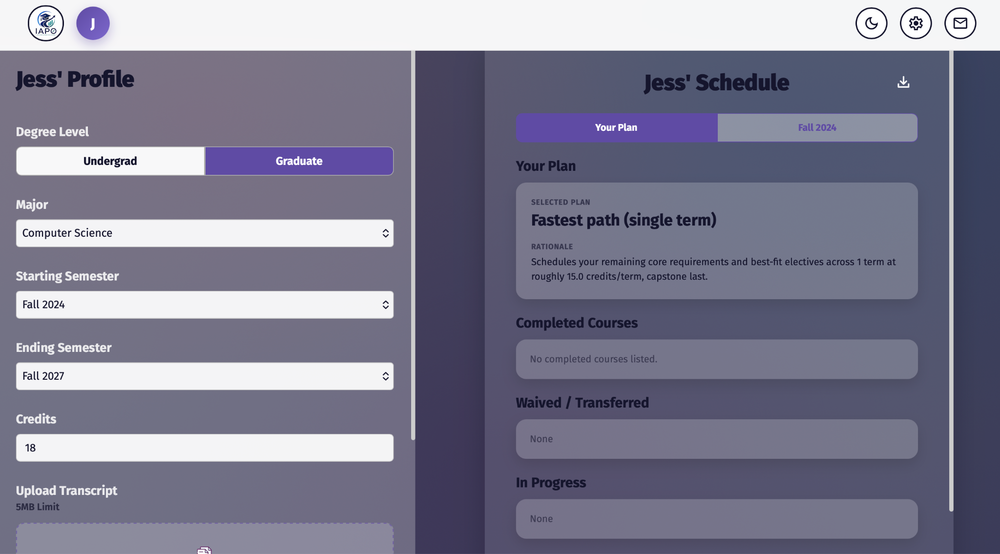 IAPO
J
Jess' Profile
Degree Level
Undergrad
Graduate
Major
Computer Science
Starting Semester
Fall 2024
Ending Semester
Fall 2027
Credits
18
Upload Transcript
5MB Limit
Jess' Schedule
Your Plan
Fall 2024
Your Plan
SELECTED PLAN
Fastest path (single term)
RATIONALE
Schedules your remaining core requirements and best-fit electives across 1 term at
roughly 15.0 credits/term, capstone last.
Completed Courses
No completed courses listed.
Waived / Transferred
None
In Progress
None